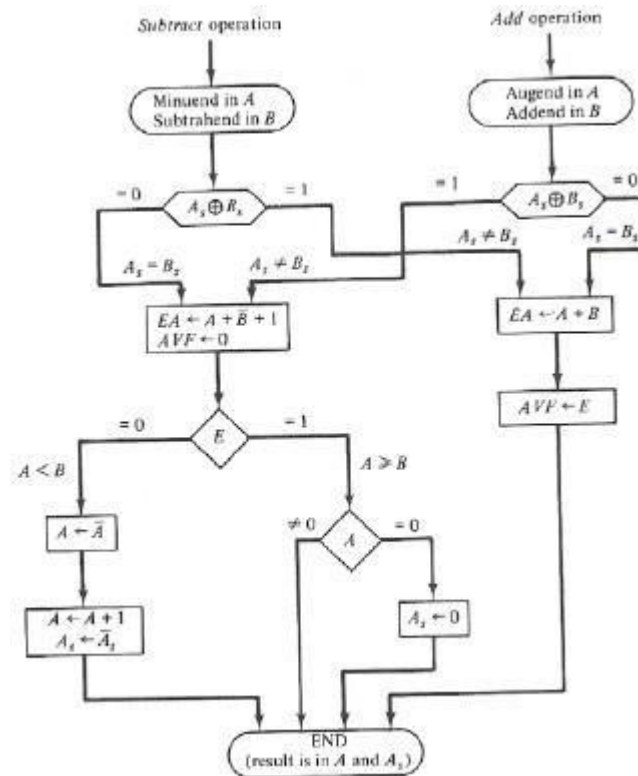 Subtract operation
Add operation
Minuend in A
Subtrahend in B
Augend in A
Addend in B
= 0
A_s ⊕ B_s
= 1
= 1
A_s ⊕ B_s
= 0
A_s = B_s
A_s ≠ B_s
A_s ≠ B_s
A_s = B_s
EA ← A + B̅ + 1
AVF ← 0
EA ← A + B
AVF ← E
= 0
E
= 1
A < B
A ⩾ B
A ← A̅
≠ 0
A
= 0
A ← A + 1
A_s ← A̅_s
A_s ← 0
END
(result is in A and A_s)